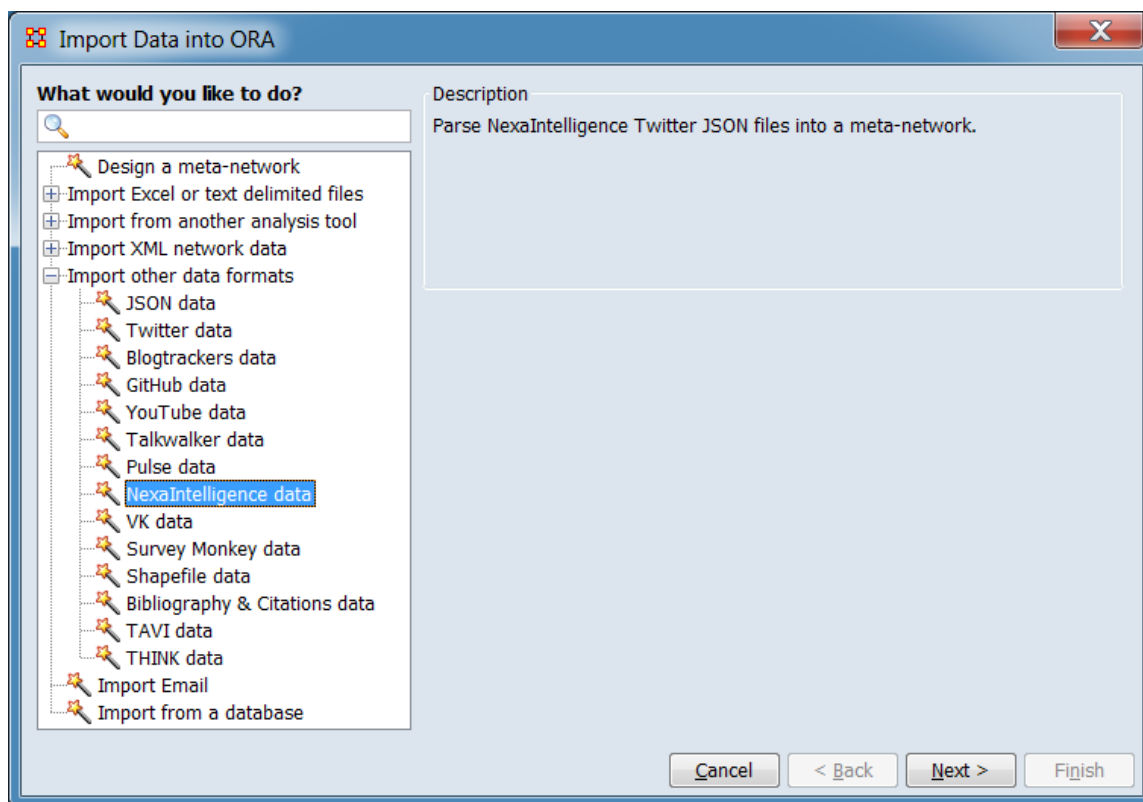 Import Data into ORA
X
What would you like to do?
Description
Parse NexaIntelligence Twitter JSON files into a meta-network.
Design a meta-network
Import Excel or text delimited files
Import from another analysis tool
Import XML network data
Import other data formats
JSON data
Twitter data
Blogtrackers data
GitHub data
YouTube data
Talkwalker data
Pulse data
NexaIntelligence data
VK data
Survey Monkey data
Shapefile data
Bibliography & Citations data
TAVI data
THINK data
Import Email
Import from a database
Cancel < Back Next > Finish